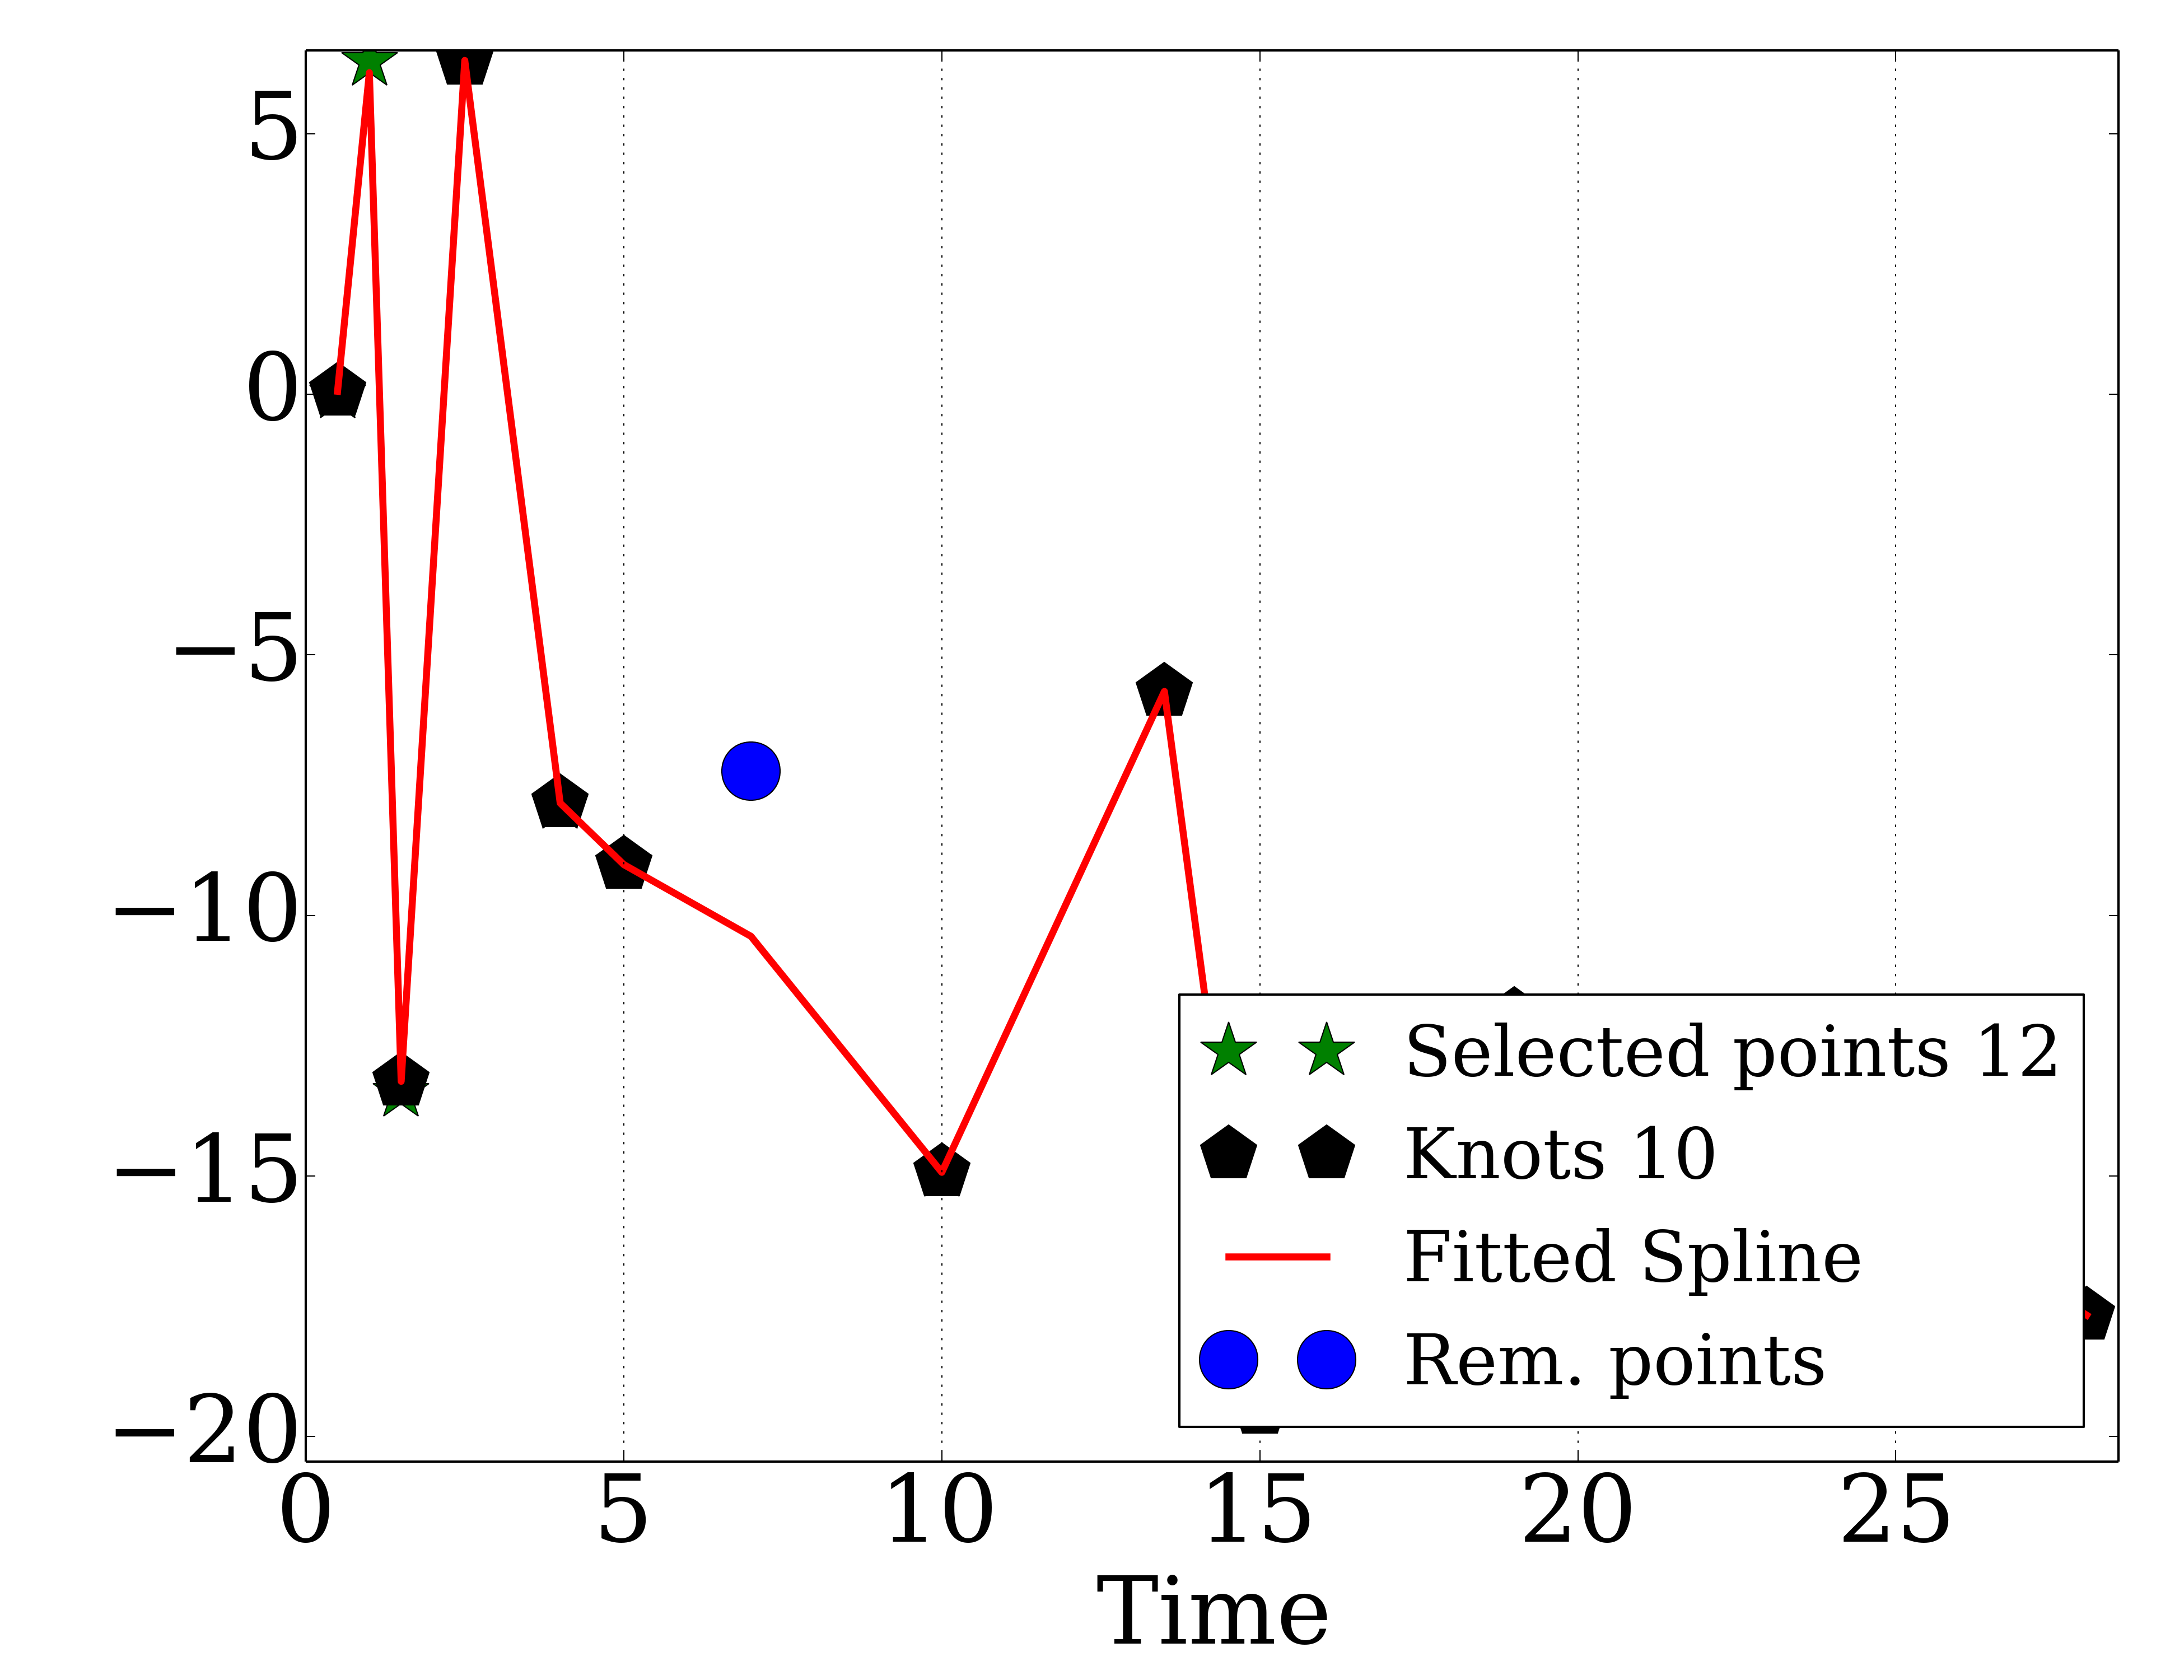 5
0
−5
−10
−15
−20
0 5 10 15 20 25
Time
Selected points 12
Knots 10
Fitted Spline
Rem. points